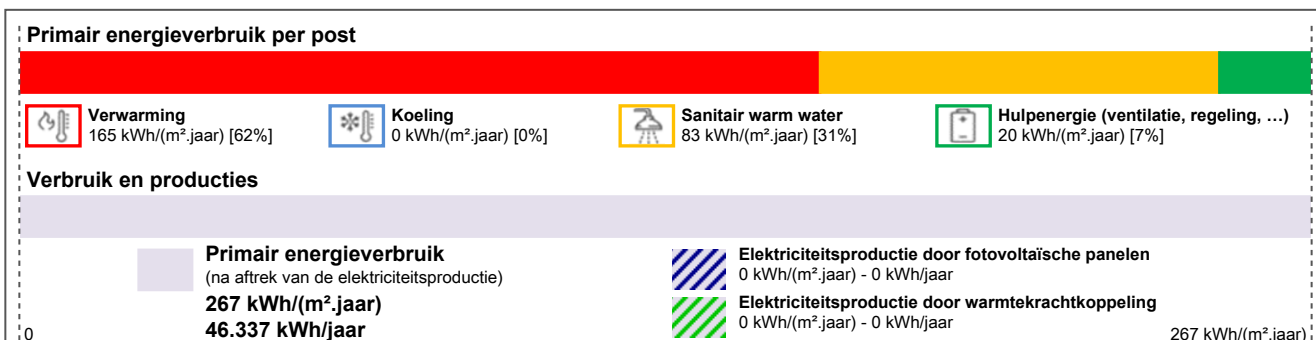 Primair energieverbruik per post
Verwarming
165 kWh/(m².jaar) [62%]
Koeling
0 kWh/(m².jaar) [0%]
Sanitair warm water
83 kWh/(m².jaar) [31%]
Hulpenergie (ventilatie, regeling, …)
20 kWh/(m².jaar) [7%]
Verbruik en producties
Primair energieverbruik
(na aftrek van de elektriciteitsproductie)
267 kWh/(m².jaar)
46.337 kWh/jaar
Elektriciteitsproductie door fotovoltaïsche panelen
0 kWh/(m².jaar) - 0 kWh/jaar
Elektriciteitsproductie door warmtekrachtkoppeling
0 kWh/(m².jaar) - 0 kWh/jaar
0
267 kWh/(m².jaar)